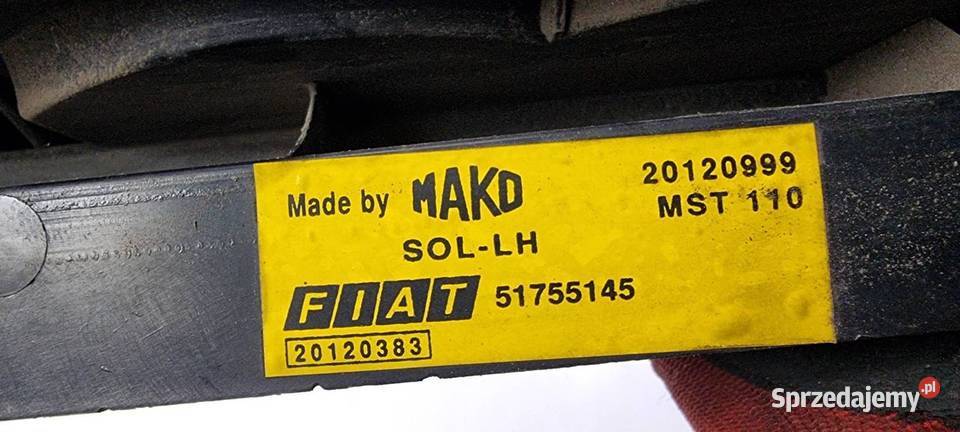 Made by MAKO 20120999
MST 110
SOL-LH
FIAT 51755145
20120383
Sprzedajemy.pl